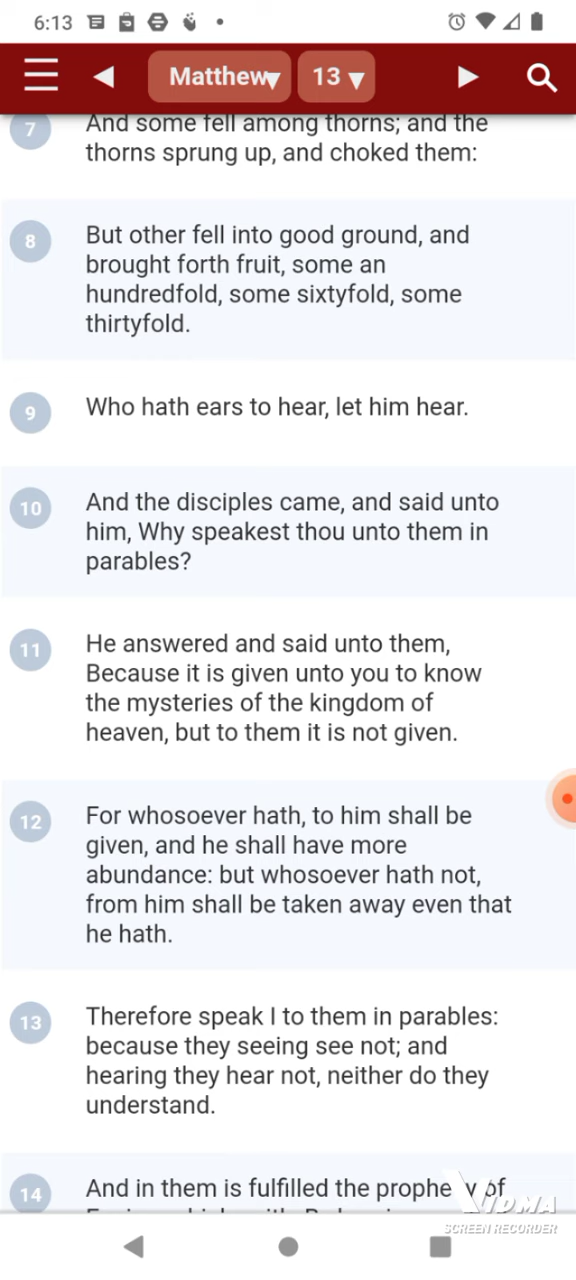 6:13
Matthew
13
7
And some fell among thorns; and the
thorns sprung up, and choked them:
8
But other fell into good ground, and
brought forth fruit, some an
hundredfold, some sixtyfold, some
thirtyfold.
9
Who hath ears to hear, let him hear.
10
And the disciples came, and said unto
him, Why speakest thou unto them in
parables?
11
He answered and said unto them,
Because it is given unto you to know
the mysteries of the kingdom of
heaven, but to them it is not given.
12
For whosoever hath, to him shall be
given, and he shall have more
abundance: but whosoever hath not,
from him shall be taken away even that
he hath.
13
Therefore speak I to them in parables:
because they seeing see not; and
hearing they hear not, neither do they
understand.
14
And in them is fulfilled the prophecy of
VIDMA
SCREEN RECORDER